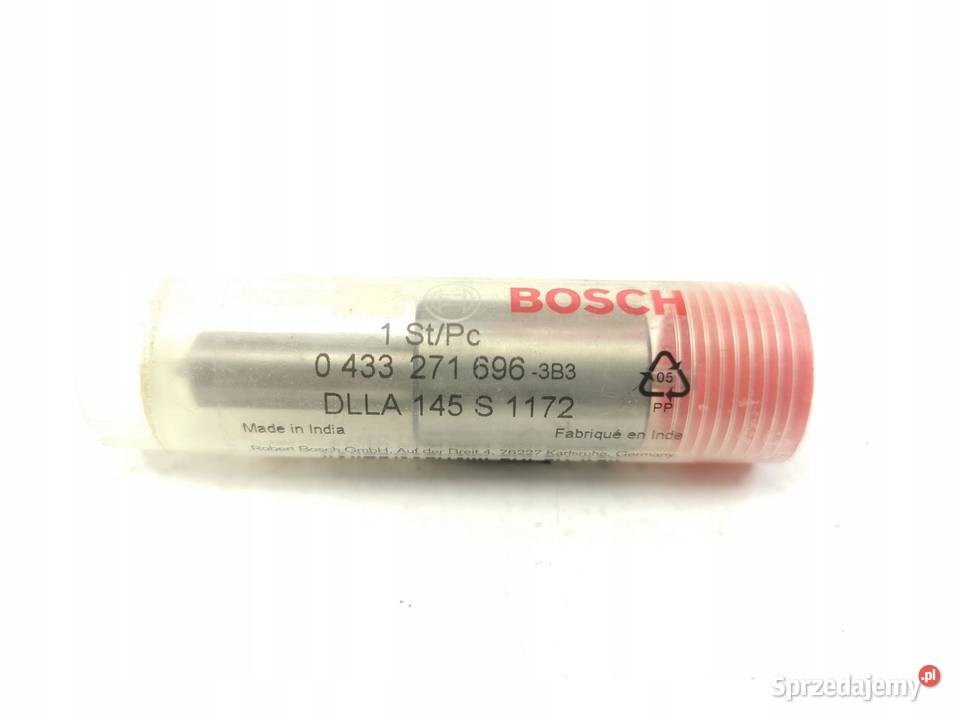 BOSCH
1 St/Pc
0 433 271 696 -3B3
DLLA 145 S 1172
05
PP
Made in India
Fabriqué en Inde
Robert Bosch GmbH, Auf der Breit 4, 76227 Karlsruhe, Germany
Sprzedajemy.pl